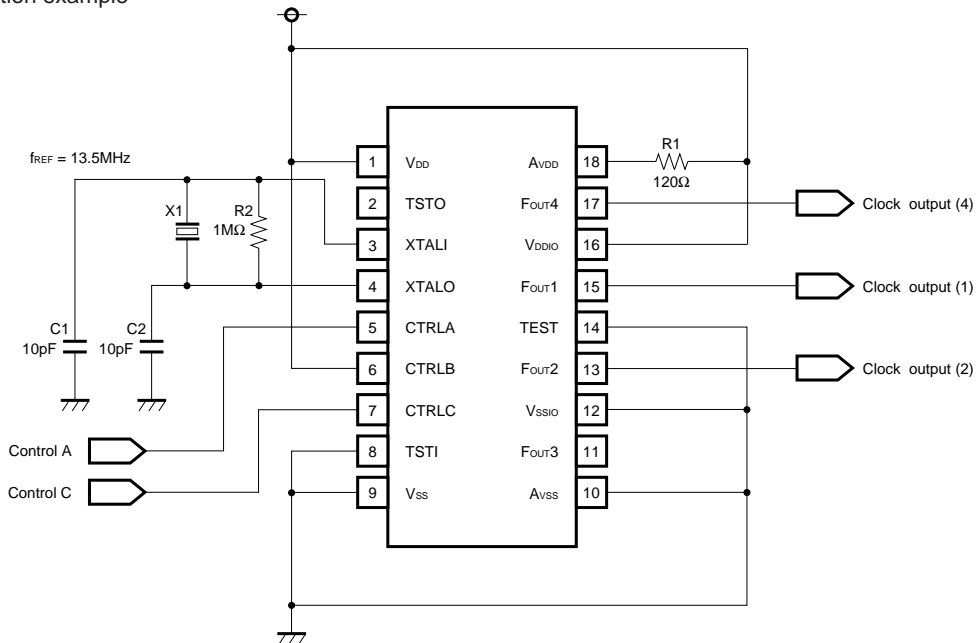 example
fREF = 13.5MHz
X1
R2
1MΩ
C1
10pF
C2
10pF
Control A
Control C
1 VDD
2 TSTO
3 XTALI
4 XTALO
5 CTRLA
6 CTRLB
7 CTRLC
8 TSTI
9 VSS
AVDD 18
FOUT4 17
VDDIO 16
FOUT1 15
TEST 14
FOUT2 13
VSSIO 12
FOUT3 11
AVSS 10
R1
120Ω
Clock output (4)
Clock output (1)
Clock output (2)